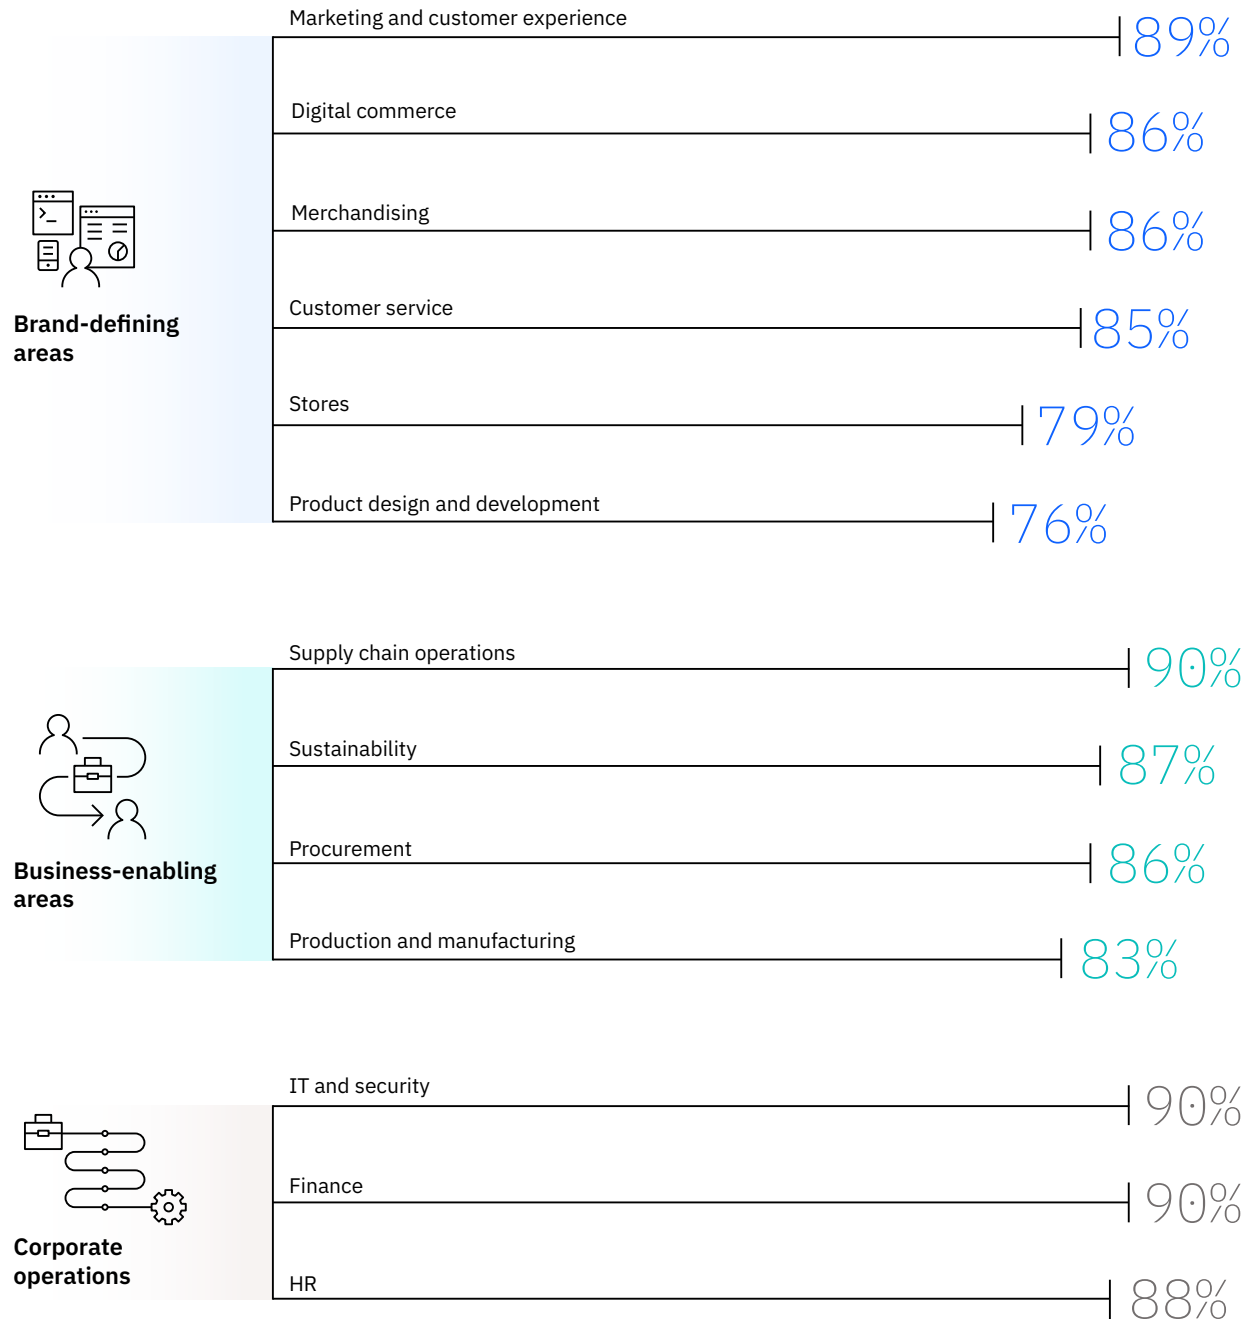 Marketing and customer experience
89%
Digital commerce
86%
Merchandising
86%
Customer service
85%
Brand-defining
areas
Stores
79%
Product design and development
76%
Supply chain operations
90%
Sustainability
87%
Procurement
86%
Business-enabling
areas
Production and manufacturing
83%
IT and security
90%
Finance
90%
Corporate
operations
HR
88%